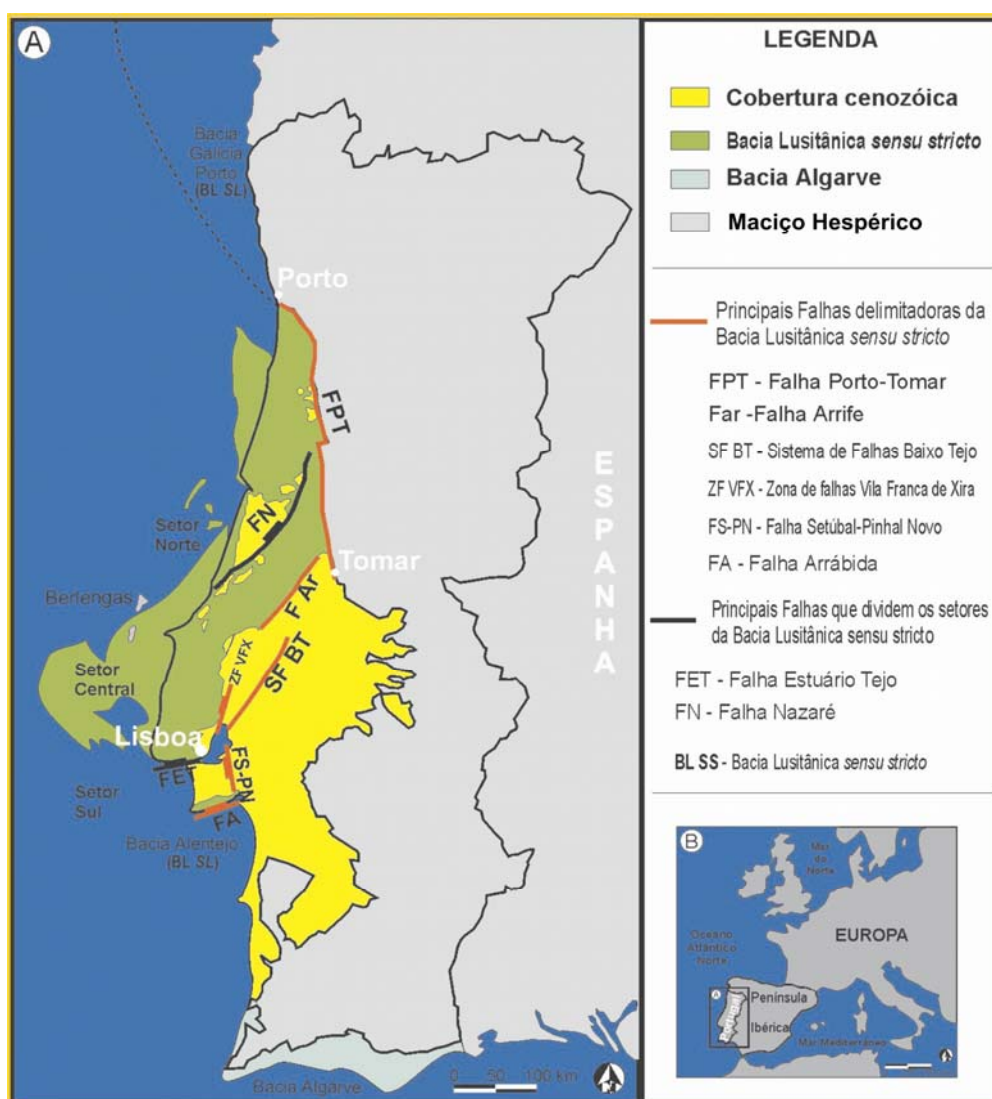 A
Bacia
Galicia
Porto
(BL SL)
Porto
FPT
ESPANHA
FN
Setor
Norte
Tomar
Berlengas
F Ar
ZF VFX
SF BT
Setor
Central
Lisboa
FET
FS-PN
Setor
Sul
FA
Bacia Alentejo
(BL SL)
Bacia Algarve
0 50 100 km
LEGENDA
Cobertura cenozóica
Bacia Lusitânica sensu stricto
Bacia Algarve
Maciço Hespérico
Principais Falhas delimitadoras da
Bacia Lusitânica sensu stricto
FPT - Falha Porto-Tomar
Far -Falha Arrife
SF BT - Sistema de Falhas Baixo Tejo
ZF VFX - Zona de falhas Vila Franca de Xira
FS-PN - Falha Setúbal-Pinhal Novo
FA - Falha Arrábida
Principais Falhas que dividem os setores
da Bacia Lusitânica sensu stricto
FET - Falha Estuário Tejo
FN - Falha Nazaré
BL SS - Bacia Lusitânica sensu stricto
B
Mar
do
Norte
Oceano
Atlântico
Norte
EUROPA
A
Portugal
Península
Ibérica
Mar Mediterrâneo